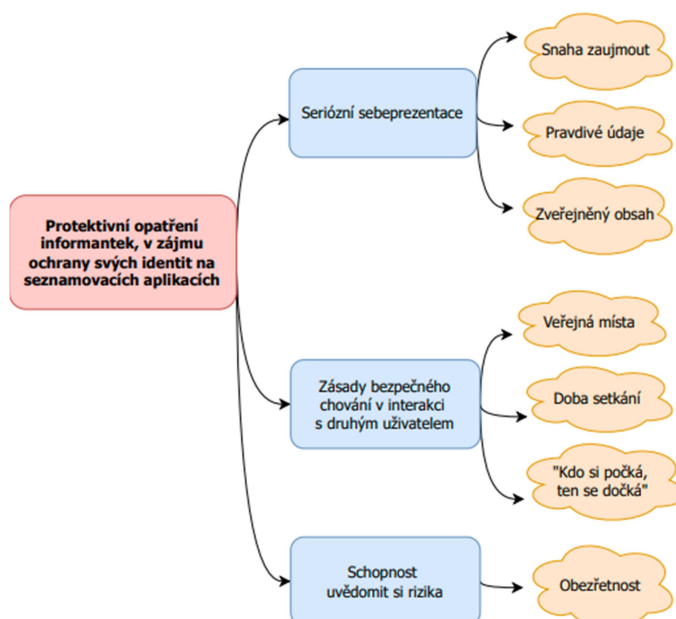 Protektivní opatření
informantek, v zájmu
ochrany svých identit na
seznamovacích aplikacích
Seriózní sebeprezentace
Snaha zaujmout
Pravdivé údaje
Zveřejněný obsah
Zásady bezpečného
chování v interakci
s druhým uživatelem
Veřejná místa
Doba setkání
"Kdo si počká,
ten se dočká"
Schopnost
uvědomit si rizika
Obezřetnost